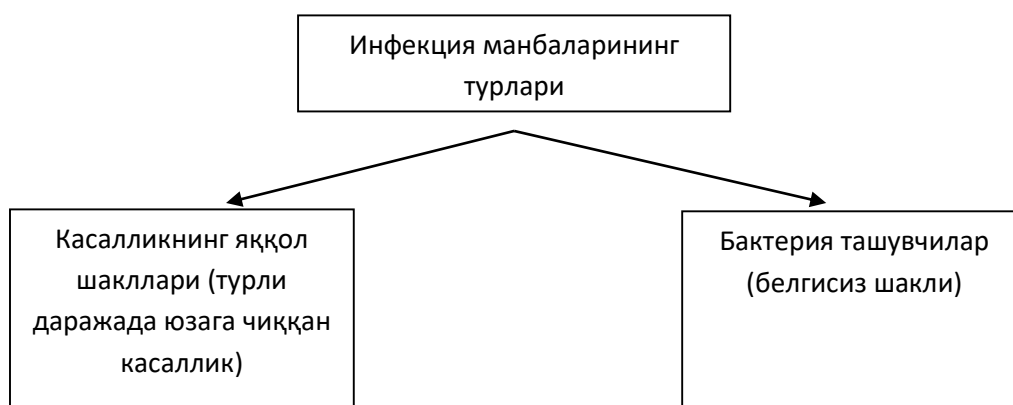 Инфекция манбаларининг
турлари
Касалликнинг яққол
шакллари (турли
даражада юзага чиққан
касаллик)
Бактерия ташувчилар
(белгисиз шакли)